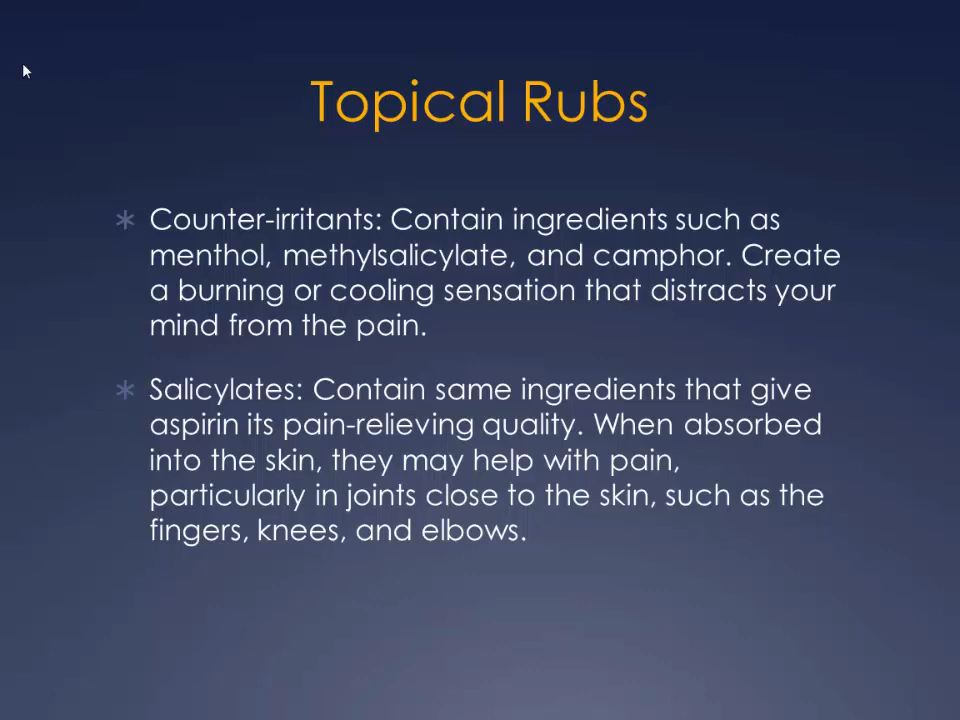 Topical Rubs
Counter-irritants: Contain ingredients such as
menthol, methylsalicylate, and camphor. Create
a burning or cooling sensation that distracts your
mind from the pain.
Salicylates: Contain same ingredients that give
aspirin its pain-relieving quality. When absorbed
into the skin, they may help with pain,
particularly in joints close to the skin, such as the
fingers, knees, and elbows.